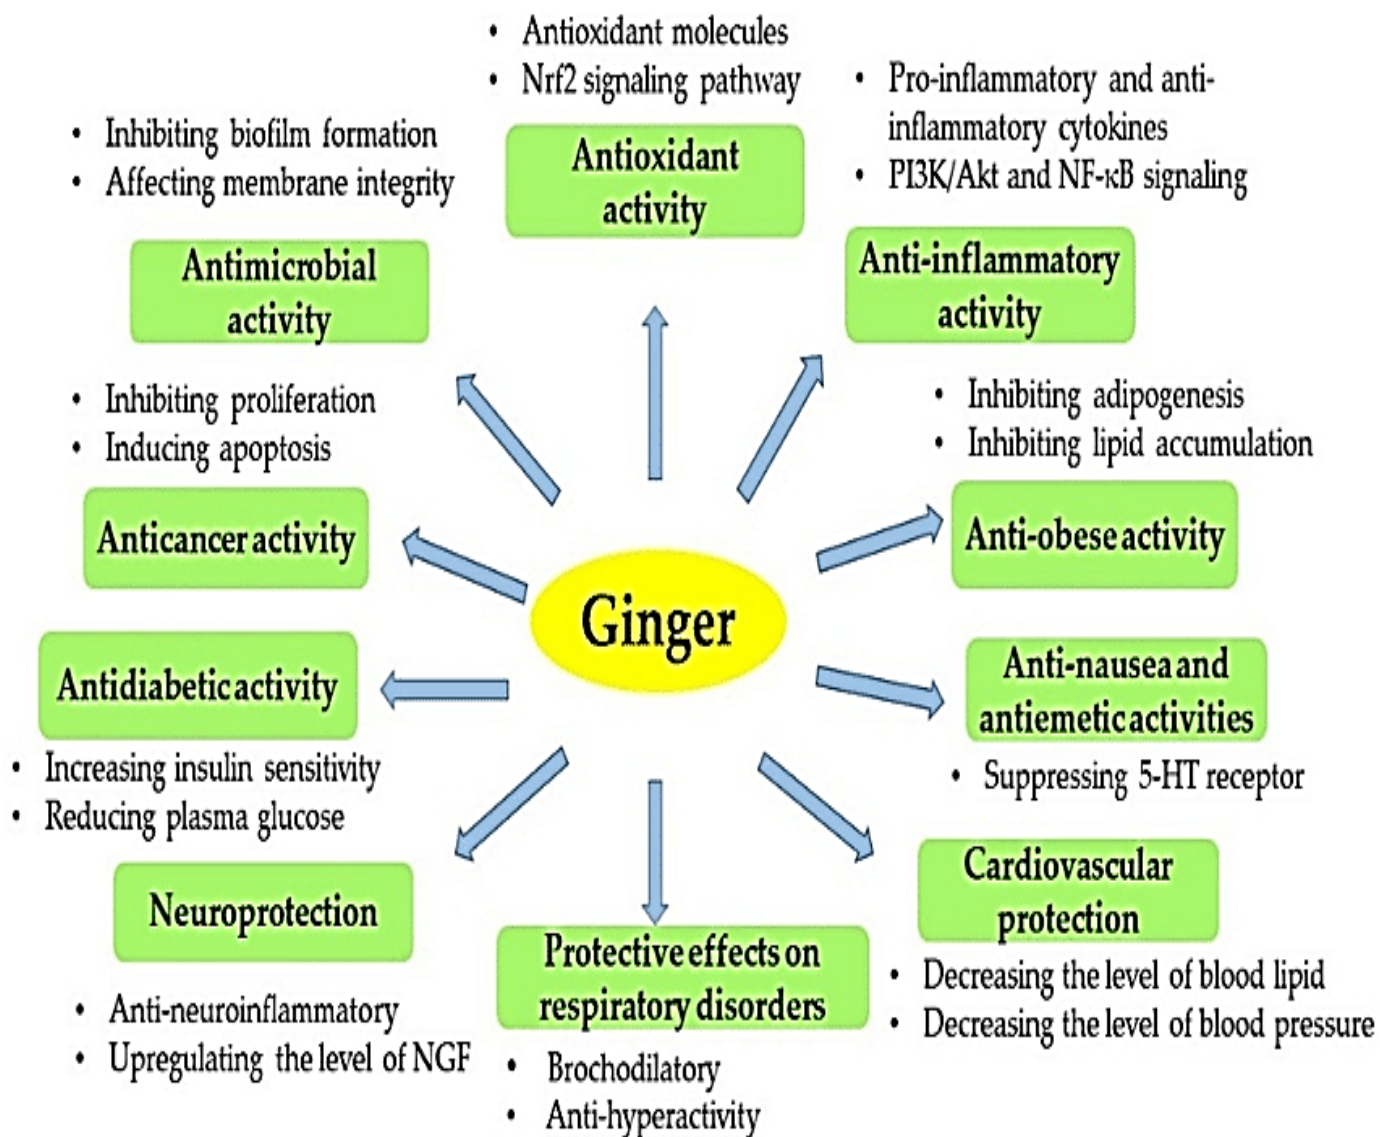 • Antioxidant molecules
• Nrf2 signaling pathway
Antioxidant
activity
• Pro-inflammatory and anti-
inflammatory cytokines
• PI3K/Akt and NF-κB signaling
Anti-inflammatory
activity
• Inhibiting biofilm formation
• Affecting membrane integrity
Antimicrobial
activity
• Inhibiting proliferation
• Inducing apoptosis
Anticancer activity
• Inhibiting adipogenesis
• Inhibiting lipid accumulation
Anti-obese activity
Ginger
Antidiabetic activity
• Increasing insulin sensitivity
• Reducing plasma glucose
Anti-nausea and
antiemetic activities
• Suppressing 5-HT receptor
Neuroprotection
• Anti-neuroinflammatory
• Upregulating the level of NGF
Protective effects on
respiratory disorders
• Brochodilatory
• Anti-hyperactivity
Cardiovascular
protection
• Decreasing the level of blood lipid
• Decreasing the level of blood pressure